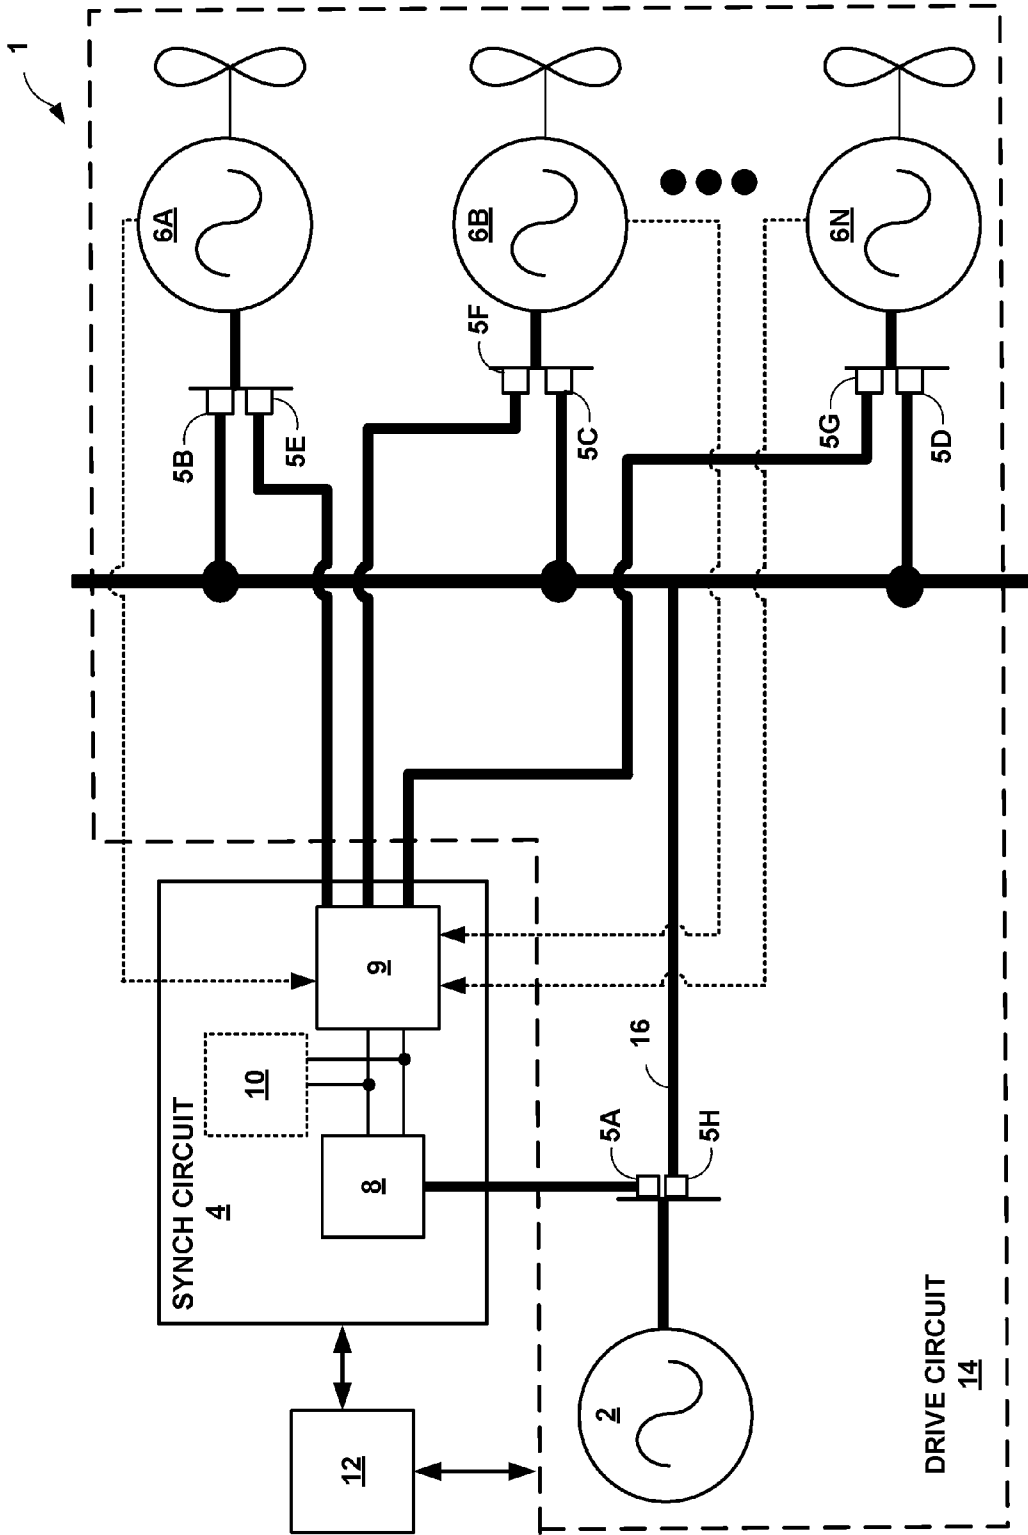 1
6A
6B
6N
5F
5B
5E
5C
5G
5D
9
10
16
SYNCH CIRCUIT
4
8
5A
5H
12
2
DRIVE CIRCUIT
14